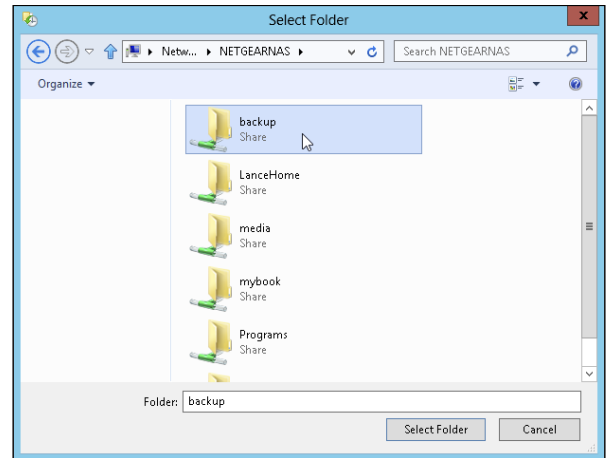 Select Folder
x
Netw... NETGEARNAS
Search NETGEARNAS
Organize
backup
Share
LanceHome
Share
media
Share
mybook
Share
Programs
Share
Folder: backup
Select Folder Cancel